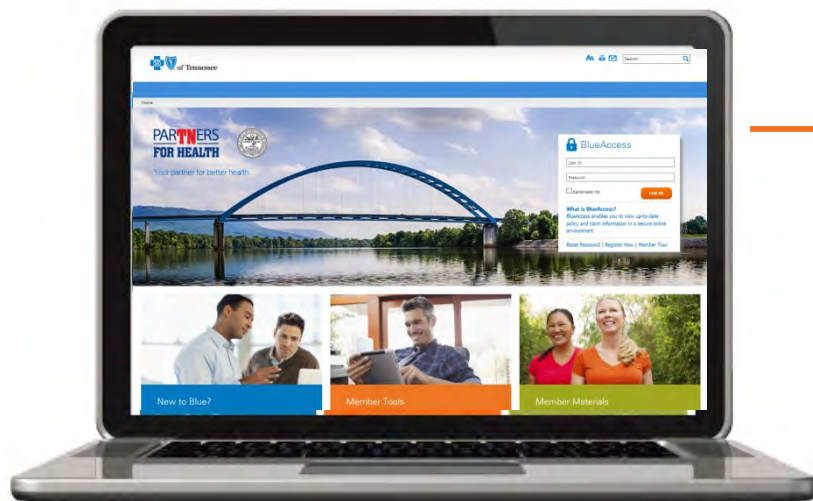 of Tennessee
Search
Home
PARTNERS
FOR HEALTH
Your partner for better health
BlueAccess
User ID
Password
Remember me
LOG IN
What is BlueAccess?
BlueAccess enables you to view up-to-date
policy and claim information in a secure online
environment.
Reset Password | Register Now | Member Tour
New to Blue?
Member Tools
Member Materials